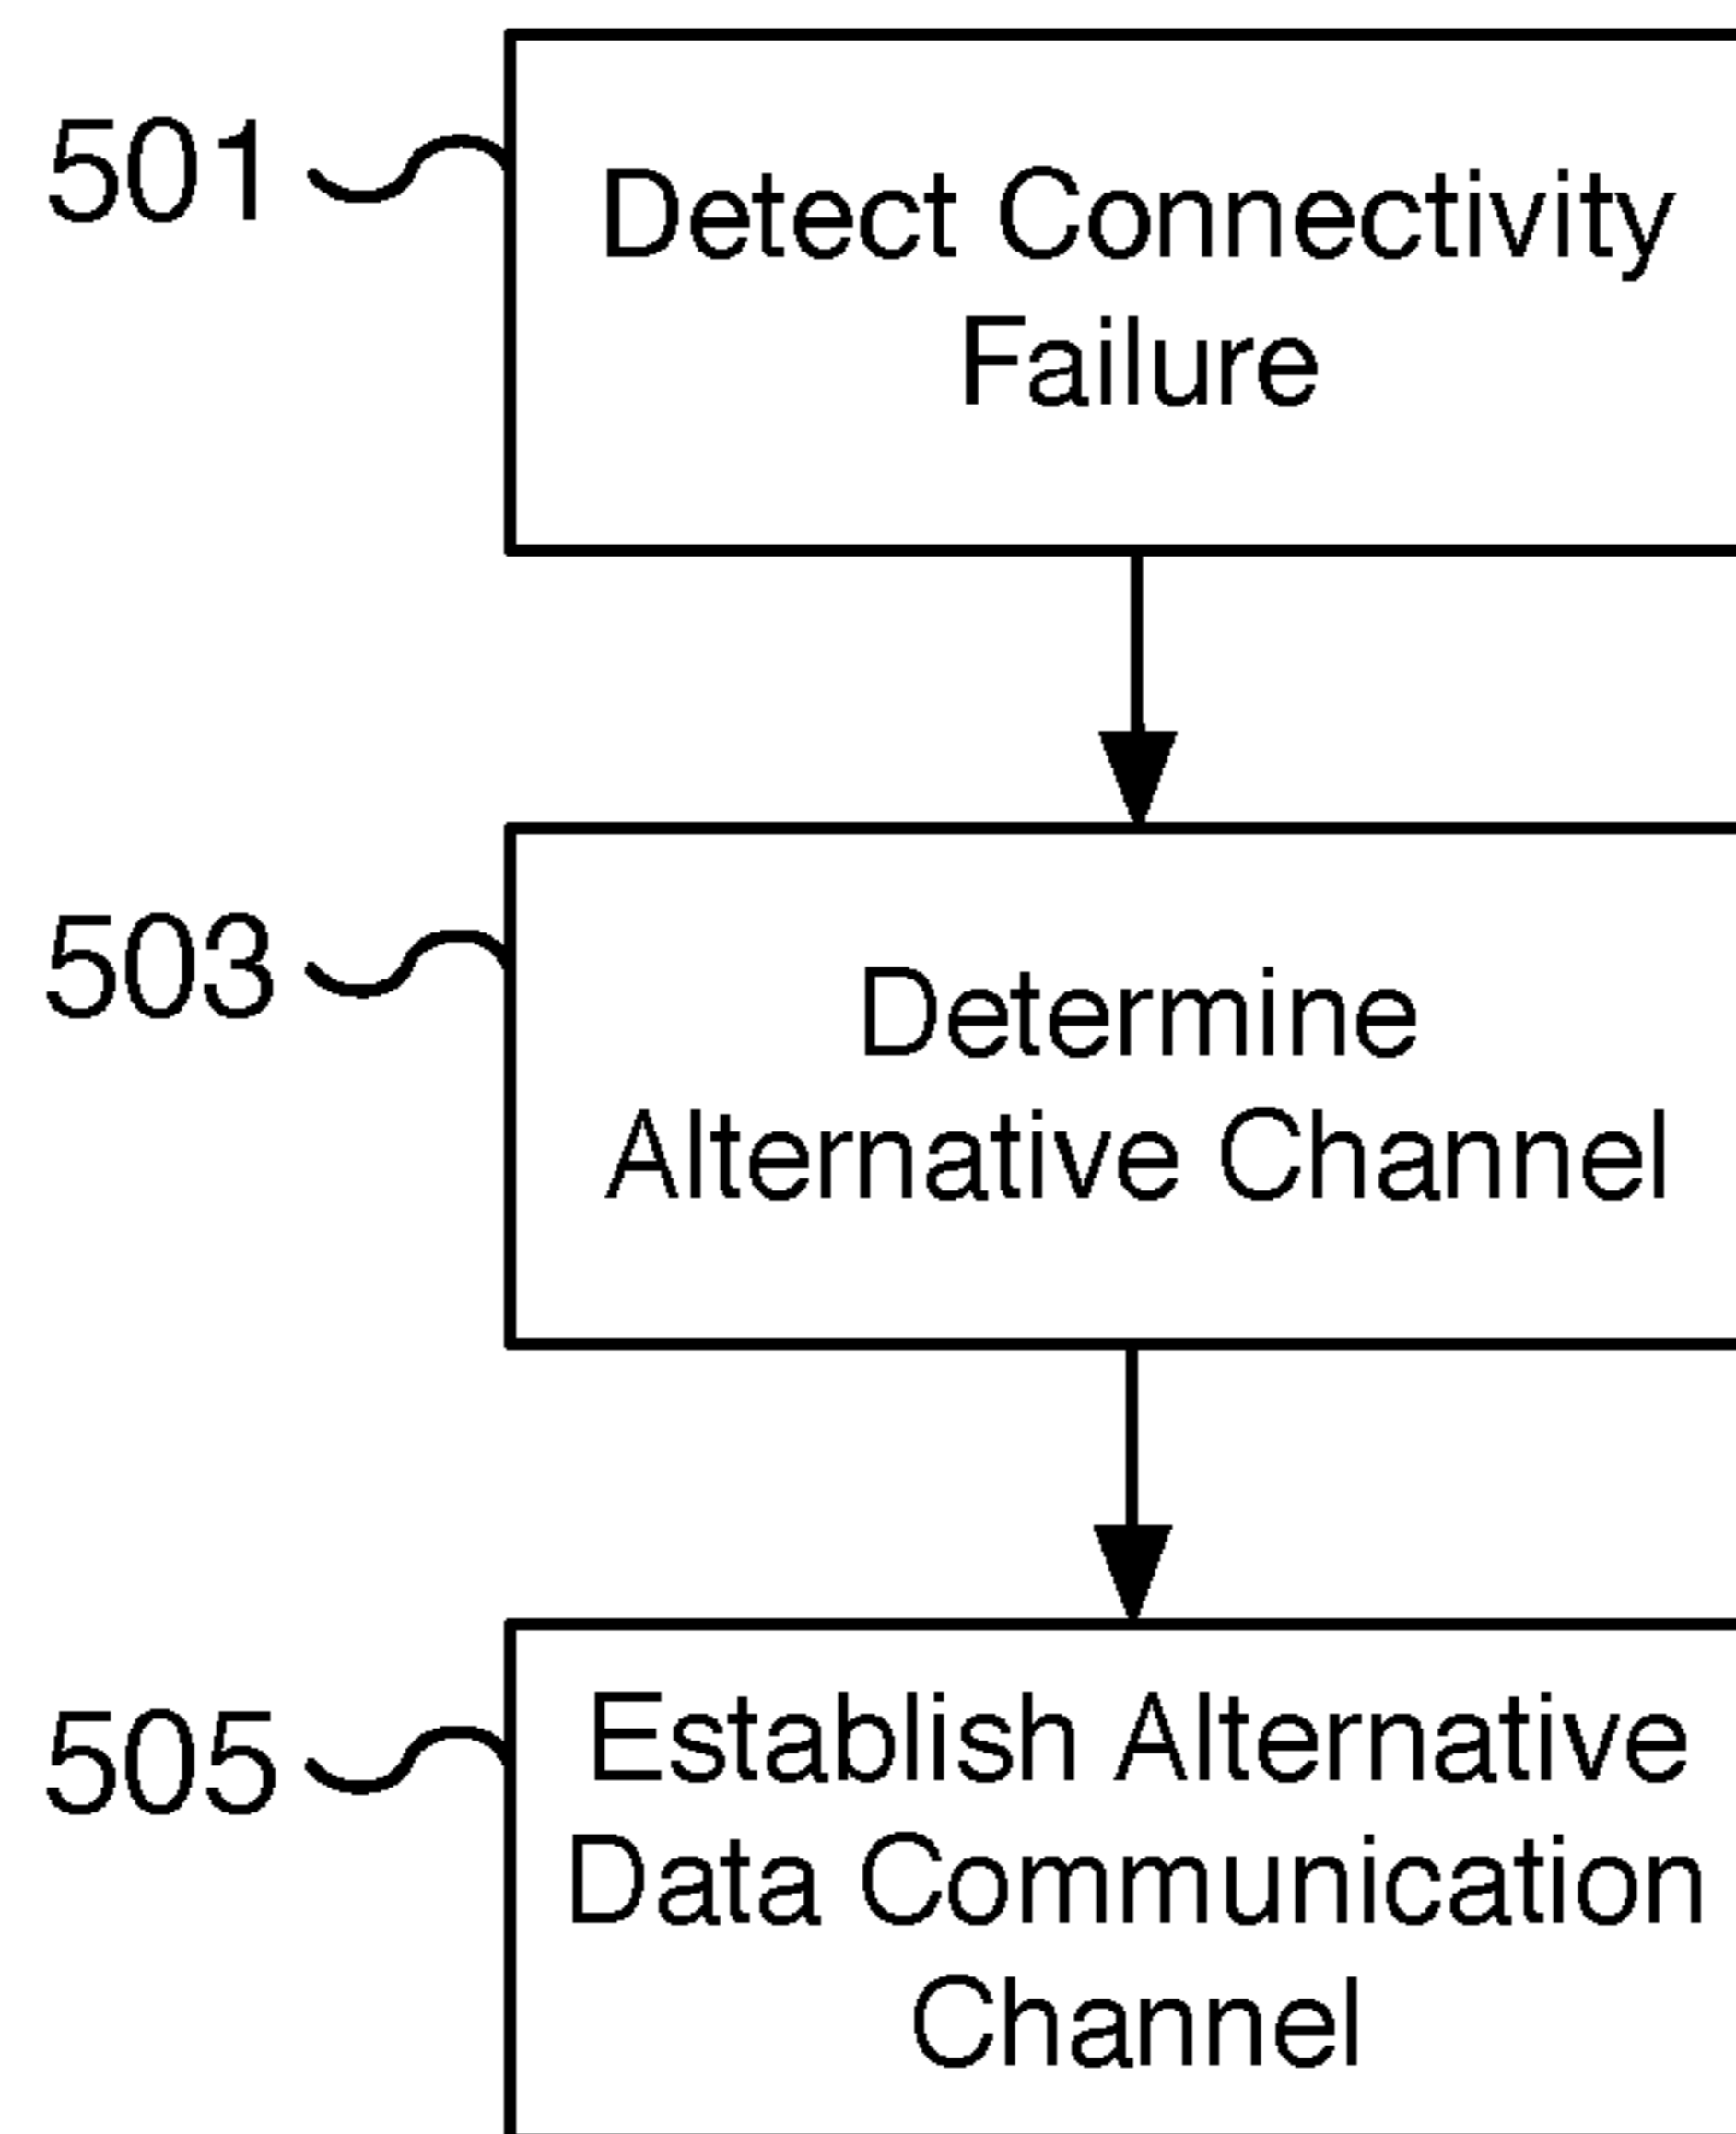 501
Detect Connectivity
Failure
503
Determine
Alternative Channel
505
Establish Alternative
Data Communication
Channel